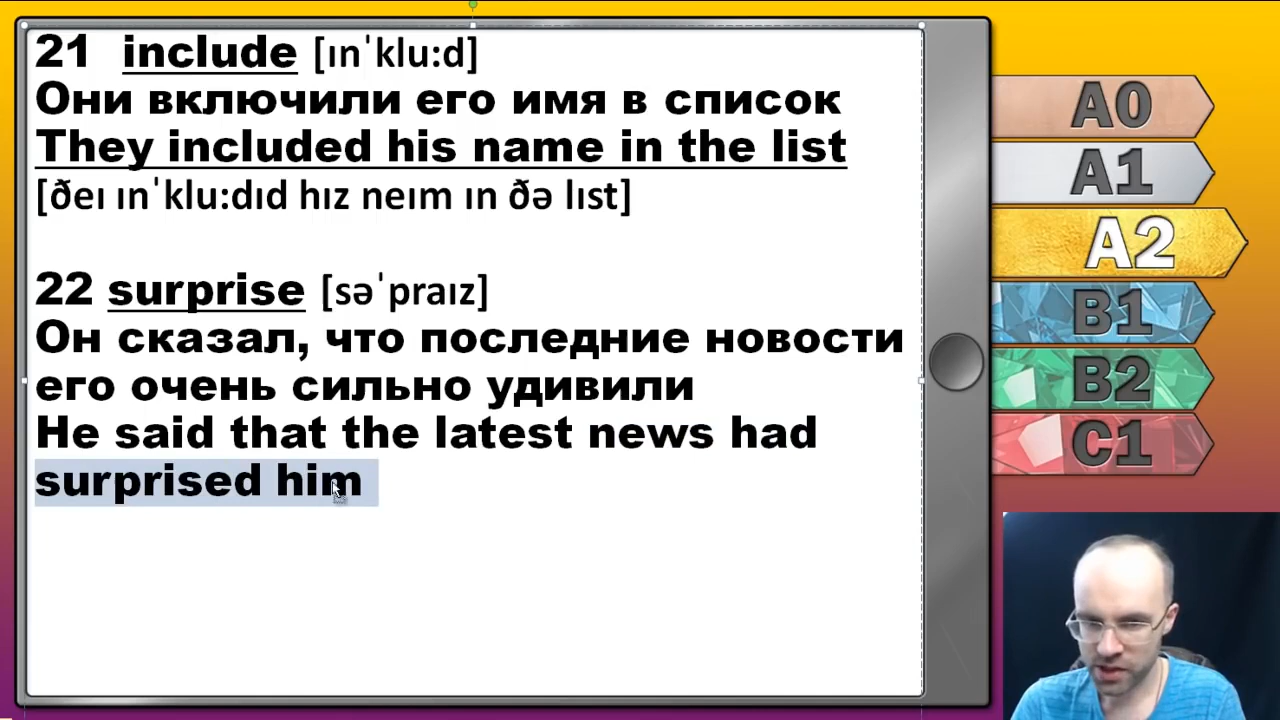 21 include [ɪnˈklu:d]
Они включили его имя в список
They included his name in the list
[ðeɪ ɪnˈklu:dɪd hɪz neɪm ɪn ðə lɪst]
22 surprise [səˈpraɪz]
Он сказал, что последние новости
его очень сильно удивили
He said that the latest news had
surprised him
A0
A1
A2
B1
B2
C1